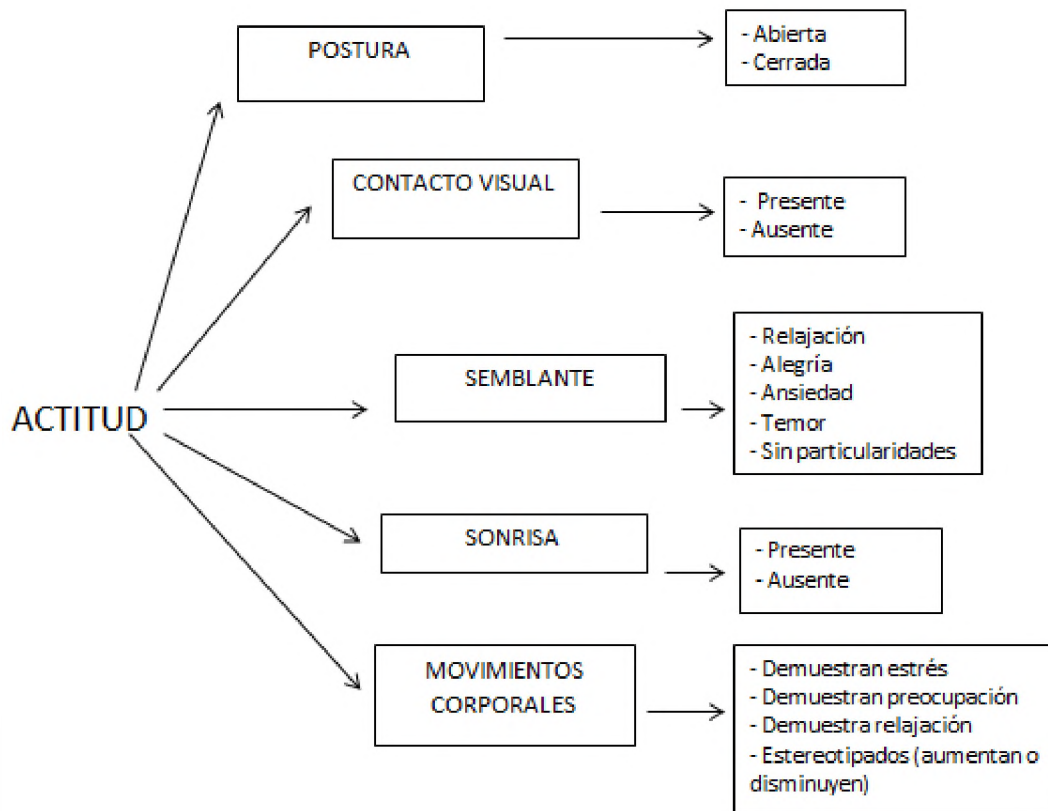 POSTURA
- Abierta
- Cerrada
CONTACTO VISUAL
- Presente
- Ausente
ACTITUD
SEMBLANTE
- Relajación
- Alegría
- Ansiedad
- Temor
- Sin particularidades
SONRISA
- Presente
- Ausente
MOVIMIENTOS
CORPORALES
- Demuestran estrés
- Demuestran preocupación
- Demuestra relajación
- Estereotipados (aumentan o
disminuyen)